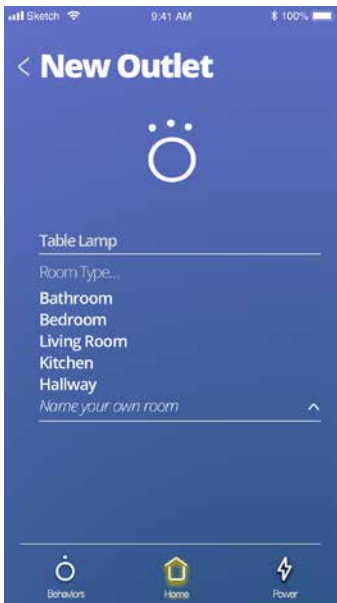 Sketch 9:41 AM 100%
New Outlet
Table Lamp
Room Type...
Bathroom
Bedroom
Living Room
Kitchen
Hallway
Name your own room
Behaviors Home Power